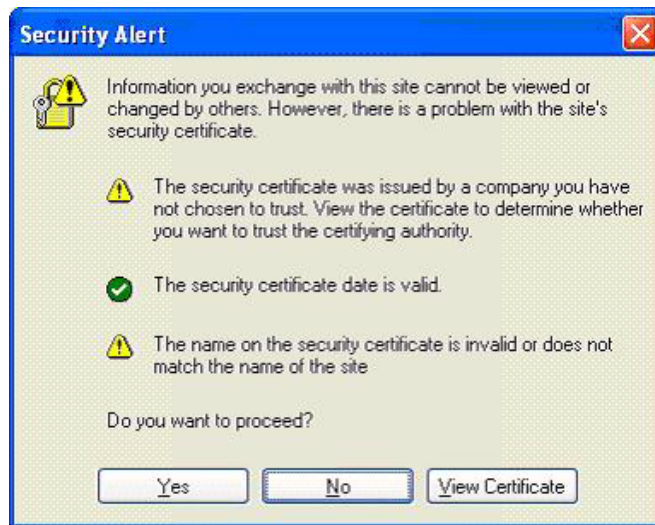 Security Alert
Information you exchange with this site cannot be viewed or
changed by others. However, there is a problem with the site's
security certificate.
The security certificate was issued by a company you have
not chosen to trust. View the certificate to determine whether
you want to trust the certifying authority.
The security certificate date is valid.
The name on the security certificate is invalid or does not
match the name of the site
Do you want to proceed?
Yes No View Certificate